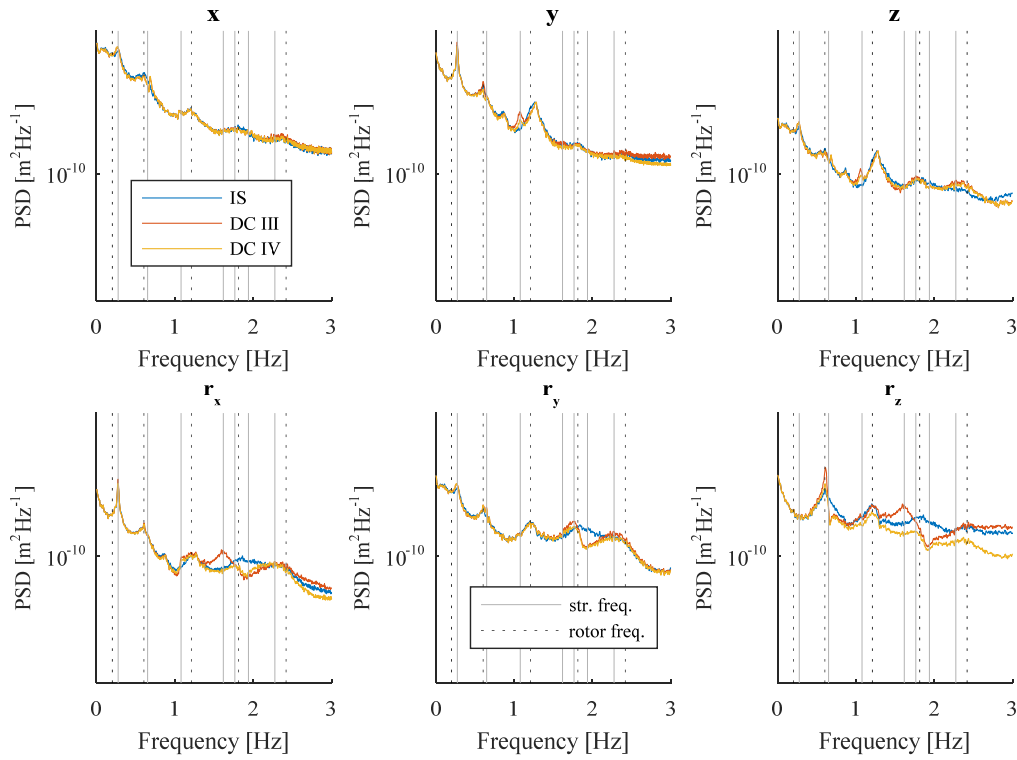 x
y
z
PSD [m²Hz⁻¹]
PSD [m²Hz⁻¹]
PSD [m²Hz⁻¹]
10⁻¹⁰
10⁻¹⁰
10⁻¹⁰
IS
DC III
DC IV
0 1 2 3
0 1 2 3
0 1 2 3
Frequency [Hz]
Frequency [Hz]
Frequency [Hz]
rₓ
r_y
r_z
PSD [m²Hz⁻¹]
PSD [m²Hz⁻¹]
PSD [m²Hz⁻¹]
10⁻¹⁰
10⁻¹⁰
10⁻¹⁰
str. freq.
rotor freq.
0 1 2 3
0 1 2 3
0 1 2 3
Frequency [Hz]
Frequency [Hz]
Frequency [Hz]